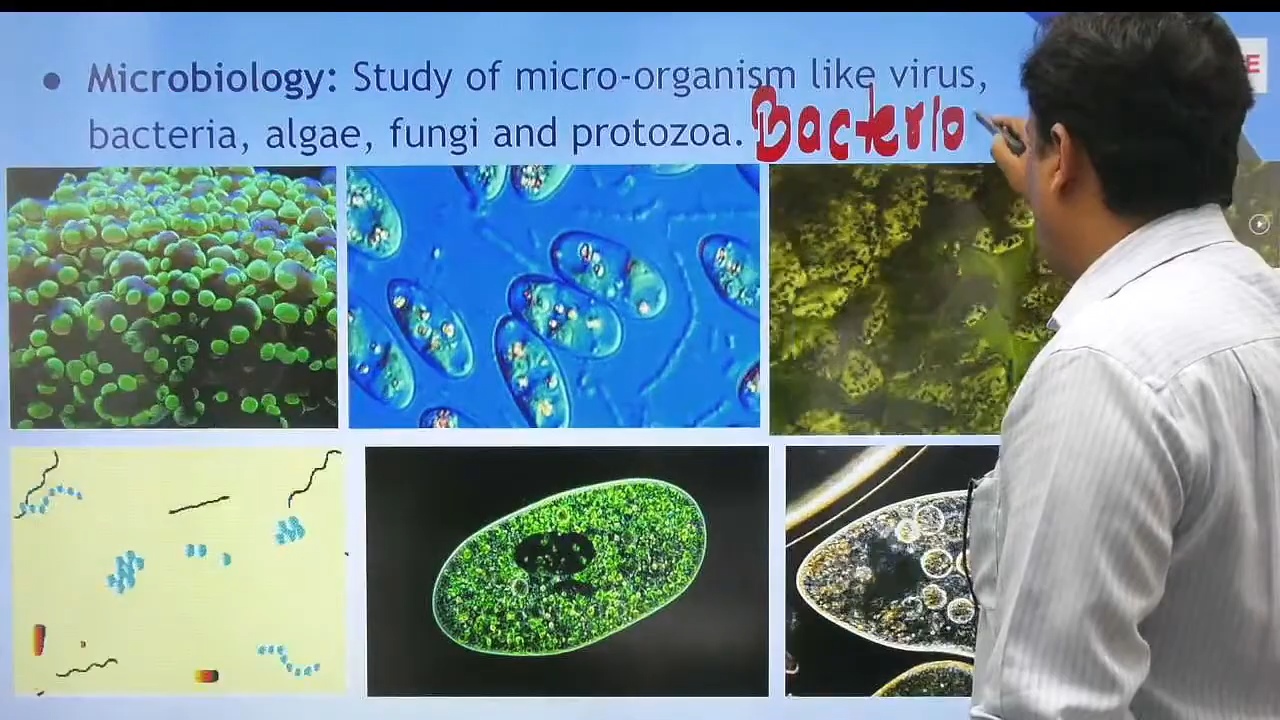 • Microbiology: Study of micro-organism like virus,
bacteria, algae, fungi and protozoa. Bacterio
E